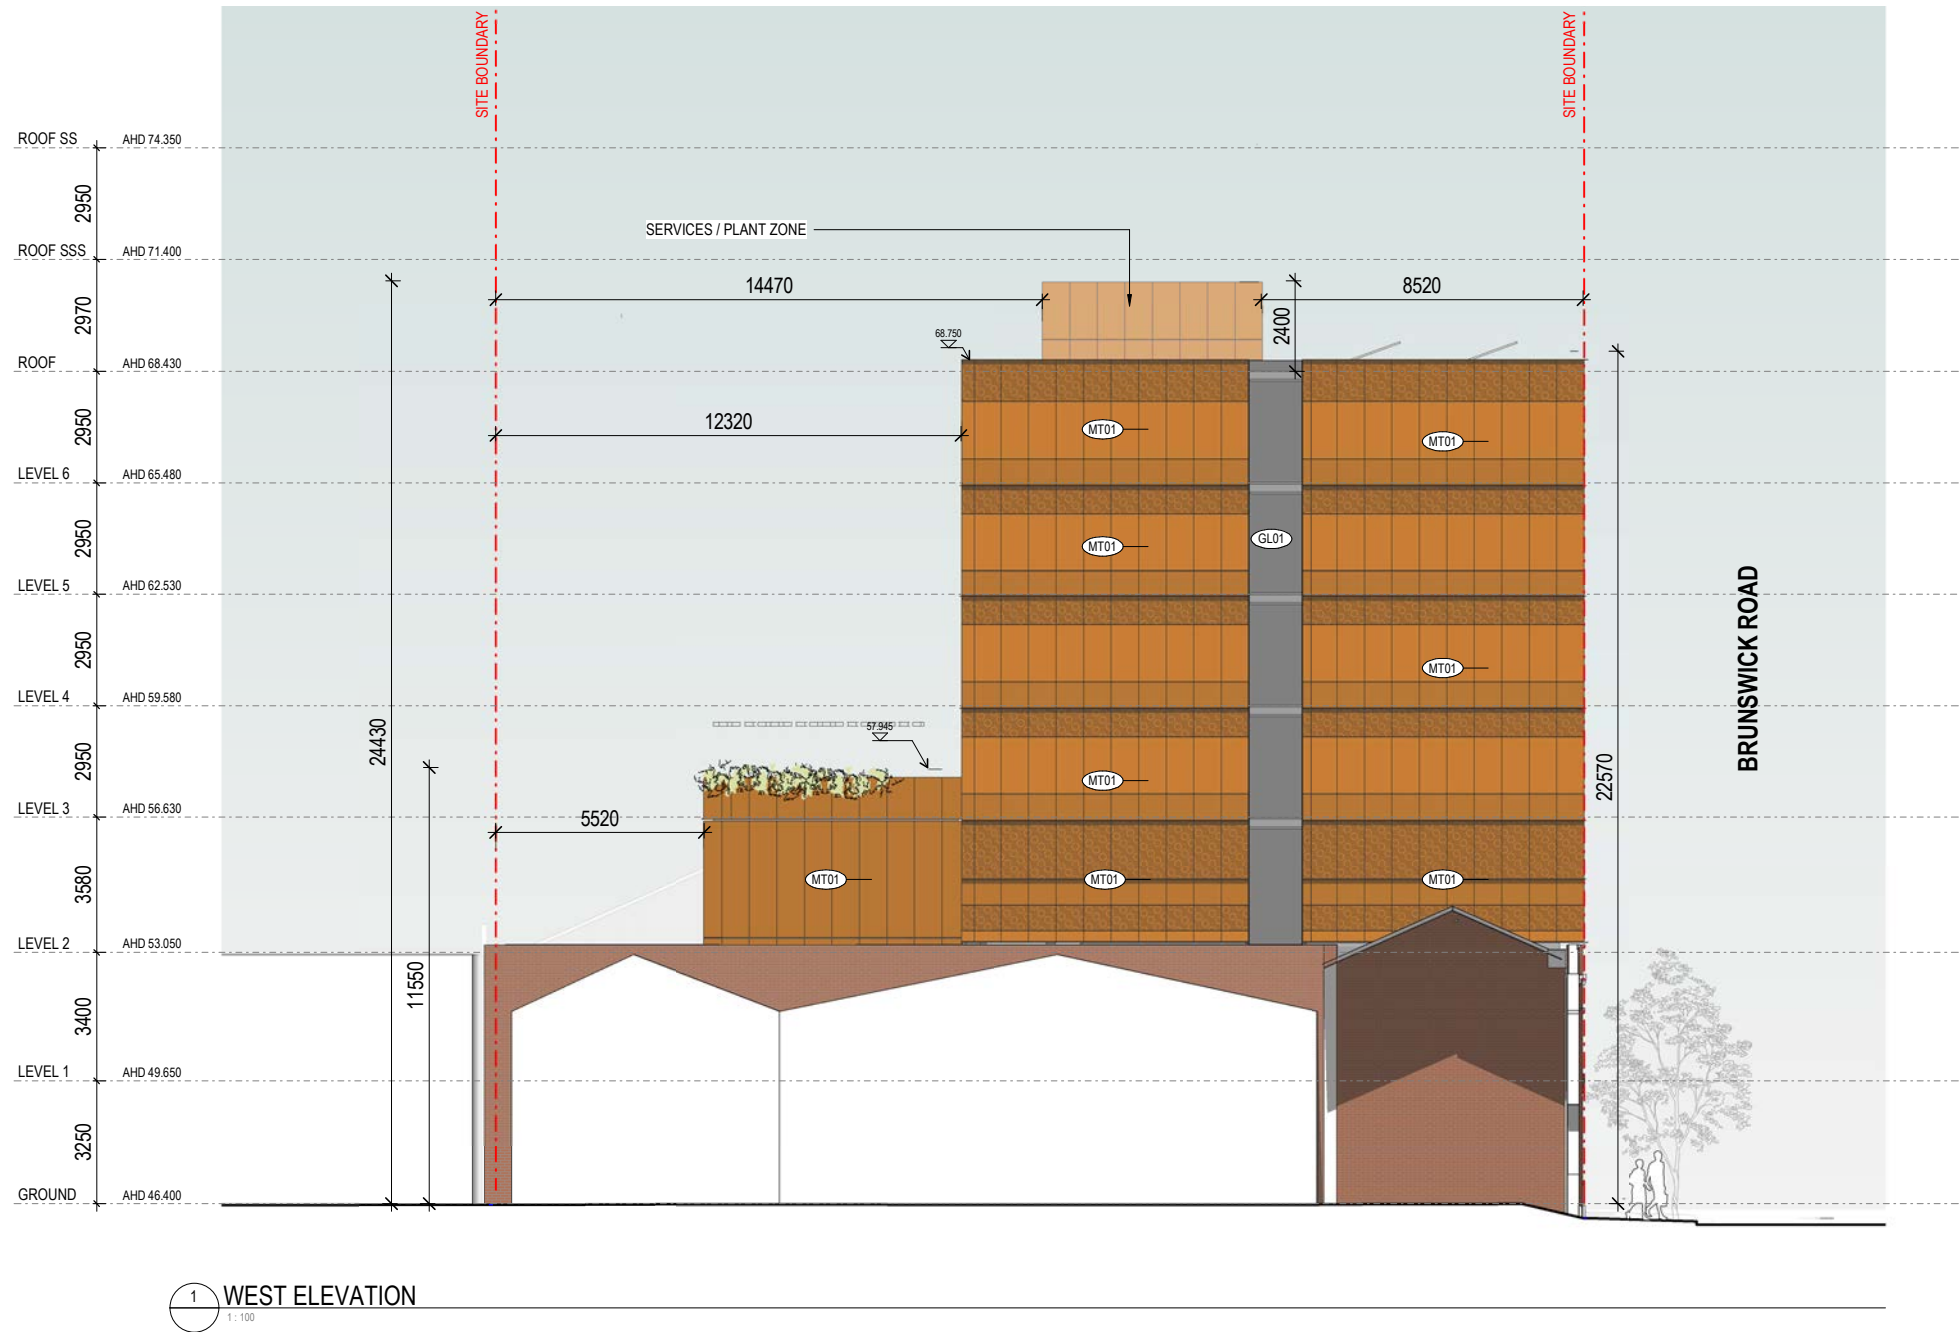 SITE BOUNDARY
SITE BOUNDARY
ROOF SS AHD 74.350
2950
SERVICES / PLANT ZONE
ROOF SSS AHD 71.400
14470
8520
2970
2400
68.750
ROOF AHD 68.430
12320
2950
MT01
MT01
LEVEL 6 AHD 65.480
2950
MT01
GL01
LEVEL 5 AHD 62.530
2950
MT01
BRUNSWICK ROAD
LEVEL 4 AHD 59.580
24430
57.945
2950
MT01
22570
LEVEL 3 AHD 56.630
5520
3580
MT01
MT01
MT01
LEVEL 2 AHD 53.050
11550
3400
LEVEL 1 AHD 49.650
3250
GROUND AHD 46.400
1 WEST ELEVATION
1 : 100